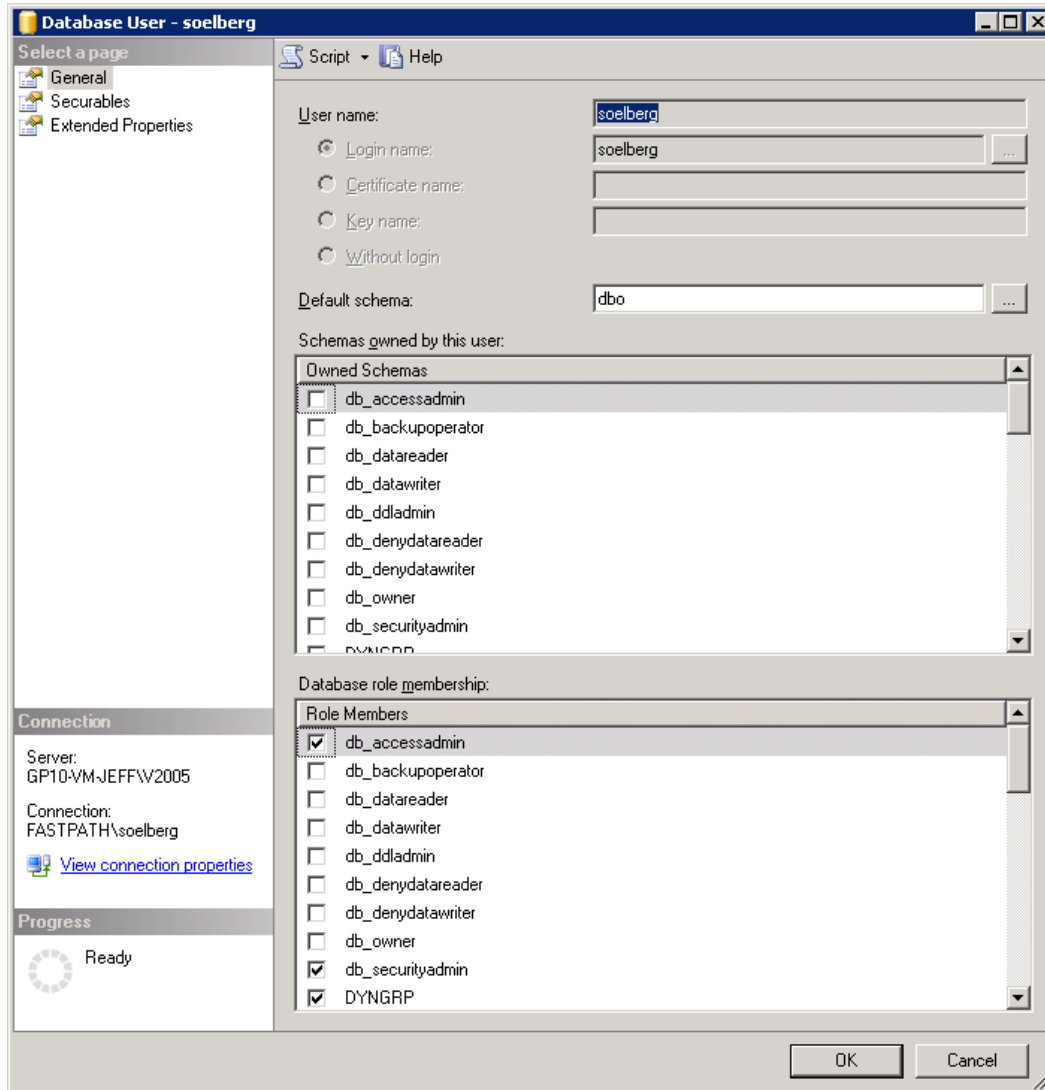 Database User - soelberg
Select a page
General
Securables
Extended Properties
Script Help
User name: soelberg
Login name: soelberg ...
Certificate name:
Key name:
Without login
Default schema: dbo ...
Schemas owned by this user:
Owned Schemas
db_accessadmin
db_backupoperator
db_datareader
db_datawriter
db_ddladmin
db_denydatareader
db_denydatawriter
db_owner
db_securityadmin
DYNGRP
Database role membership:
Role Members
db_accessadmin
db_backupoperator
db_datareader
db_datawriter
db_ddladmin
db_denydatareader
db_denydatawriter
db_owner
db_securityadmin
DYNGRP
Connection
Server:
GP10-VM-JEFF\V2005
Connection:
FASTPATH\soelberg
View connection properties
Progress
Ready
OK Cancel